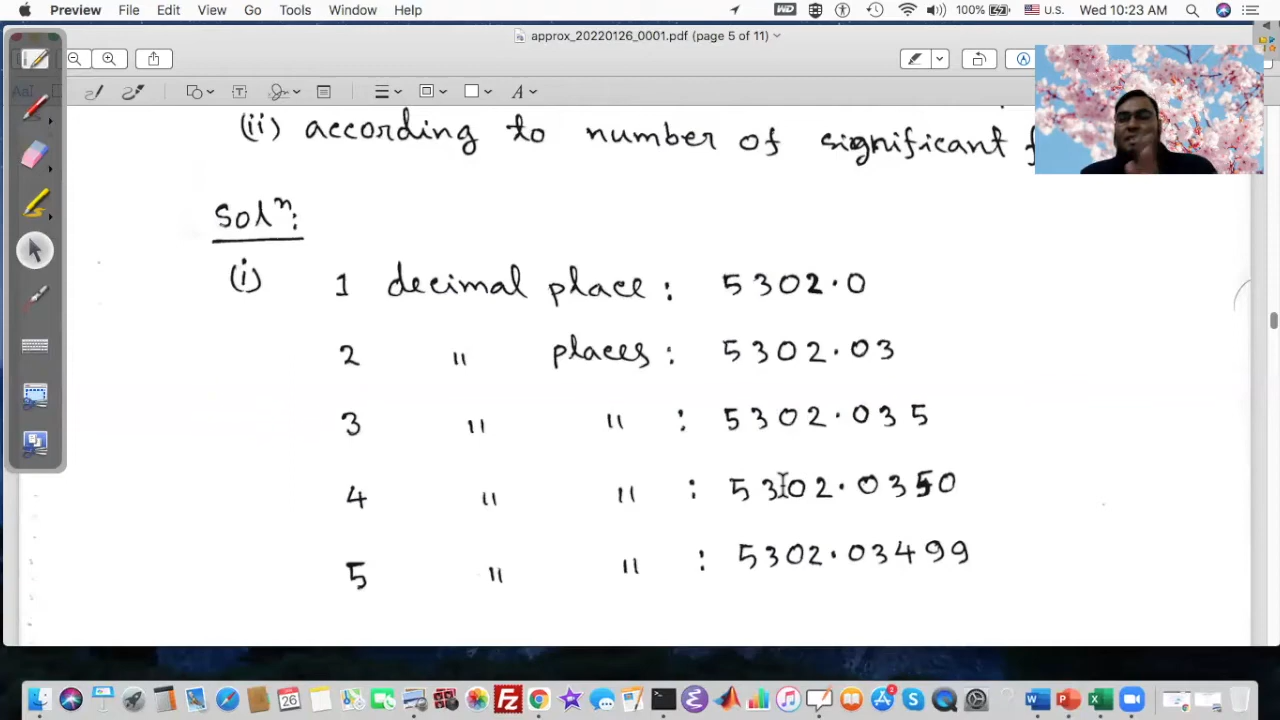 Preview File Edit View Go Tools Window Help 100% U.S. Wed 10:23 AM
approx_20220126_0001.pdf (page 5 of 11)
(ii) according to number of significant
Solⁿ:
(i) 1 decimal place : 5302.0
2 " places : 5302.03
3 " " : 5302.035
4 " " : 5302.0350
5 " " : 5302.03499